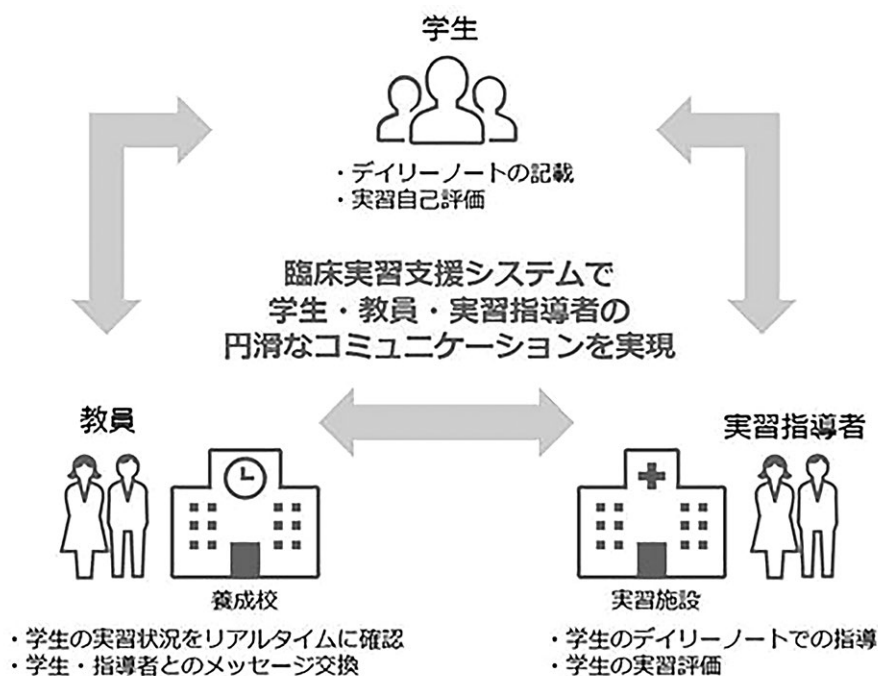 学生
・デイリーノートの記載
・実習自己評価
臨床実習支援システムで
学生・教員・実習指導者の
円滑なコミュニケーションを実現
教員
養成校
・学生の実習状況をリアルタイムに確認
・学生・指導者とのメッセージ交換
実習指導者
実習施設
・学生のデイリーノートでの指導
・学生の実習評価